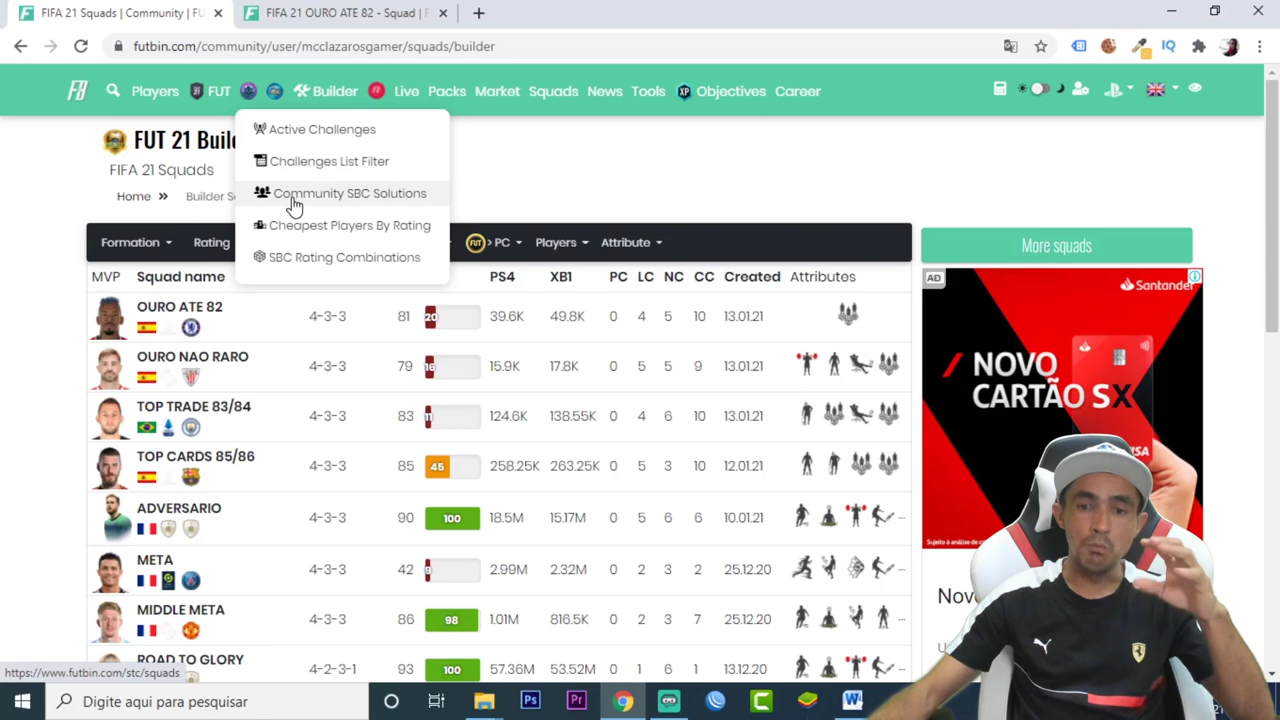 FIFA 21 Squads | Community | FU
FIFA 21 OURO ATE 82 - Squad | F
futbin.com/community/user/mcclazarosgamer/squads/builder
Players FUT Builder Live Packs Market Squads News Tools XP Objectives Career
FUT 21 Build
FIFA 21 Squads
Home Builder
Active Challenges
Challenges List Filter
Community SBC Solutions
Cheapest Players By Rating
SBC Rating Combinations
Formation Rating FUT > PC Players Attribute
More squads
MVP Squad name PS4 XB1 PC LC NC CC Created Attributes
OURO ATE 82 4-3-3 81 20 39.6K 49.8K 0 4 5 10 13.01.21
OURO NAO RARO 4-3-3 79 16 15.9K 17.8K 0 5 5 9 13.01.21
TOP TRADE 83/84 4-3-3 83 11 124.6K 138.55K 0 4 6 10 13.01.21
TOP CARDS 85/86 4-3-3 85 45 258.25K 263.25K 0 5 3 10 12.01.21
ADVERSARIO 4-3-3 90 100 18.5M 15.17M 0 5 6 6 10.01.21
META 4-3-3 42 9 2.99M 2.32M 0 2 3 3 25.12.20
MIDDLE META 4-3-3 86 98 1.01M 816.5K 0 2 3 7 25.12.20
ROAD TO GLORY 4-2-3-1 93 100 57.36M 53.52M 0 1 6 1 13.12.20
AD
Santander
NOVO
CARTÃO SX
VISA
Sujeito à análise de c
Nov
https://www.futbin.com/stc/squads
Digite aqui para pesquisar